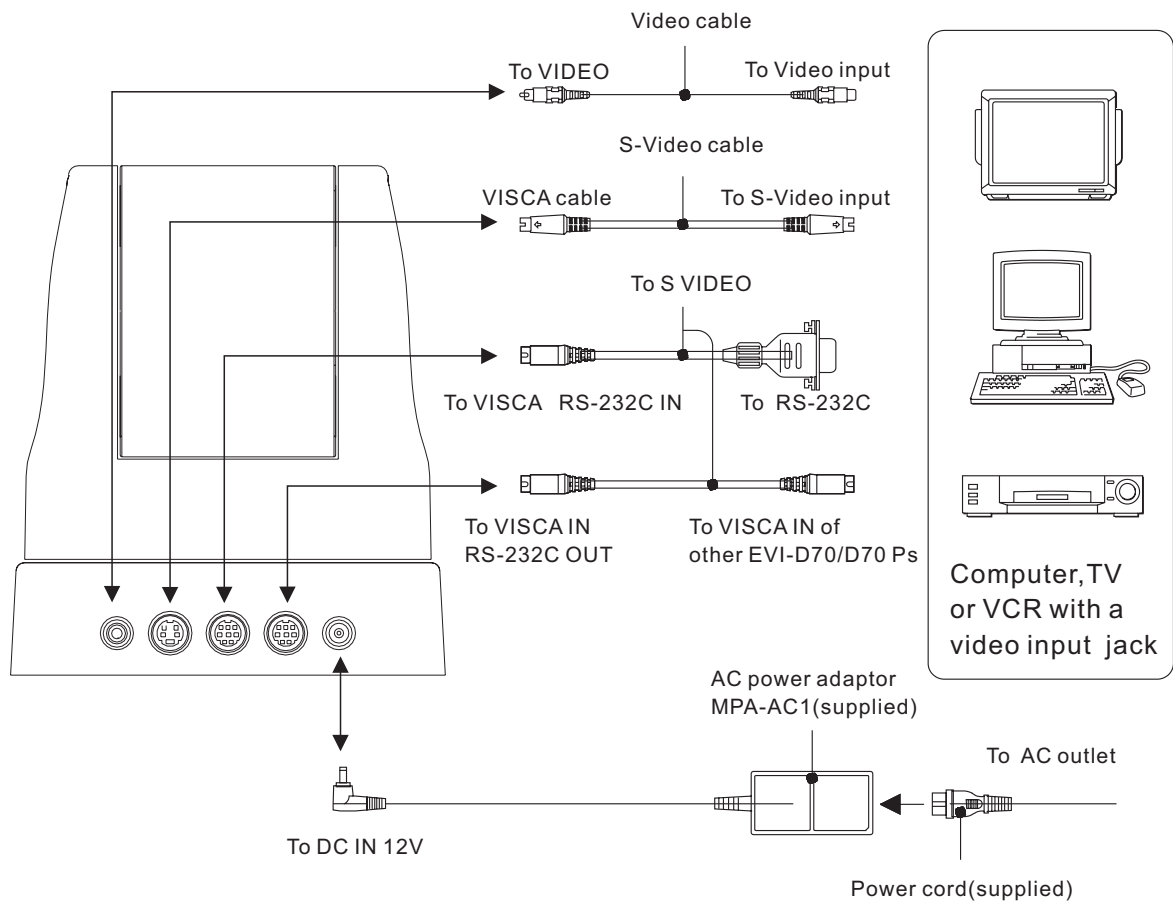 Video cable
To VIDEO
To Video input
S-Video cable
VISCA cable
To S-Video input
To S VIDEO
To VISCA RS-232C IN
To RS-232C
To VISCA IN
RS-232C OUT
To VISCA IN of
other EVI-D70/D70 Ps
Computer,TV
or VCR with a
video input jack
AC power adaptor
MPA-AC1(supplied)
To AC outlet
To DC IN 12V
Power cord(supplied)